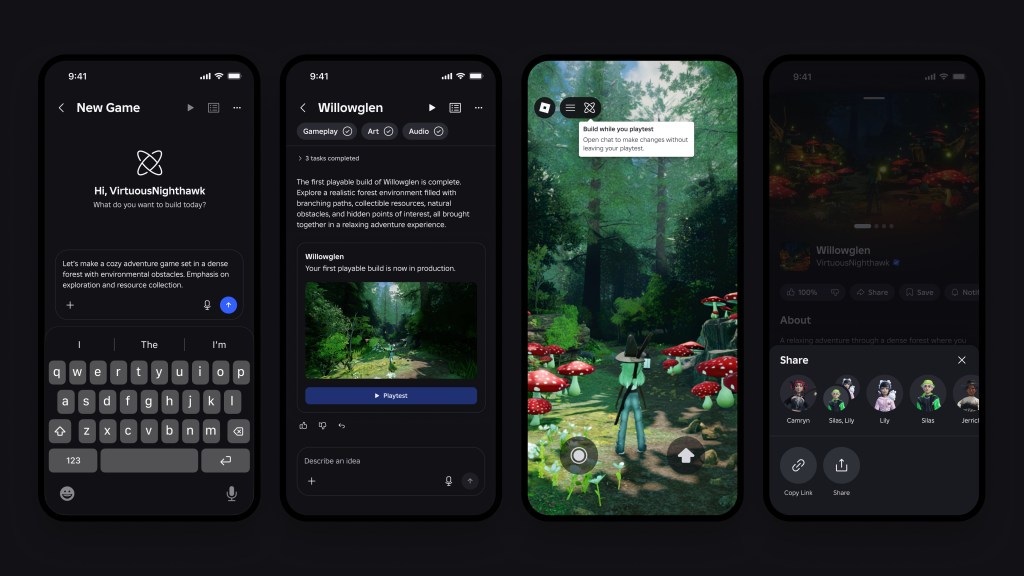 9:41
New Game
Hi, VirtuousNighthawk
What do you want to build today?
Let's make a cozy adventure game set in a dense
forest with environmental obstacles. Emphasis on
exploration and resource collection.
I The I'm
q w e r t y u i o p
a s d f g h j k l
z x c v b n m
123
9:41
Willowglen
Gameplay Art Audio
3 tasks completed
The first playable build of Willowglen is complete.
Explore a realistic forest environment filled with
branching paths, collectible resources, natural
obstacles, and hidden points of interest, all brought
together in a relaxing adventure experience.
Willowglen
Your first playable build is now in production.
Playtest
Describe an idea
Build while you playtest
Open chat to make changes without
leaving your playtest.
9:41
Willowglen
VirtuousNighthawk
100% Share Save Notif
About
A relaxing adventure through a dense forest where you
Share
Camryn Silas, Lily Lily Silas Jerric
Copy Link Share